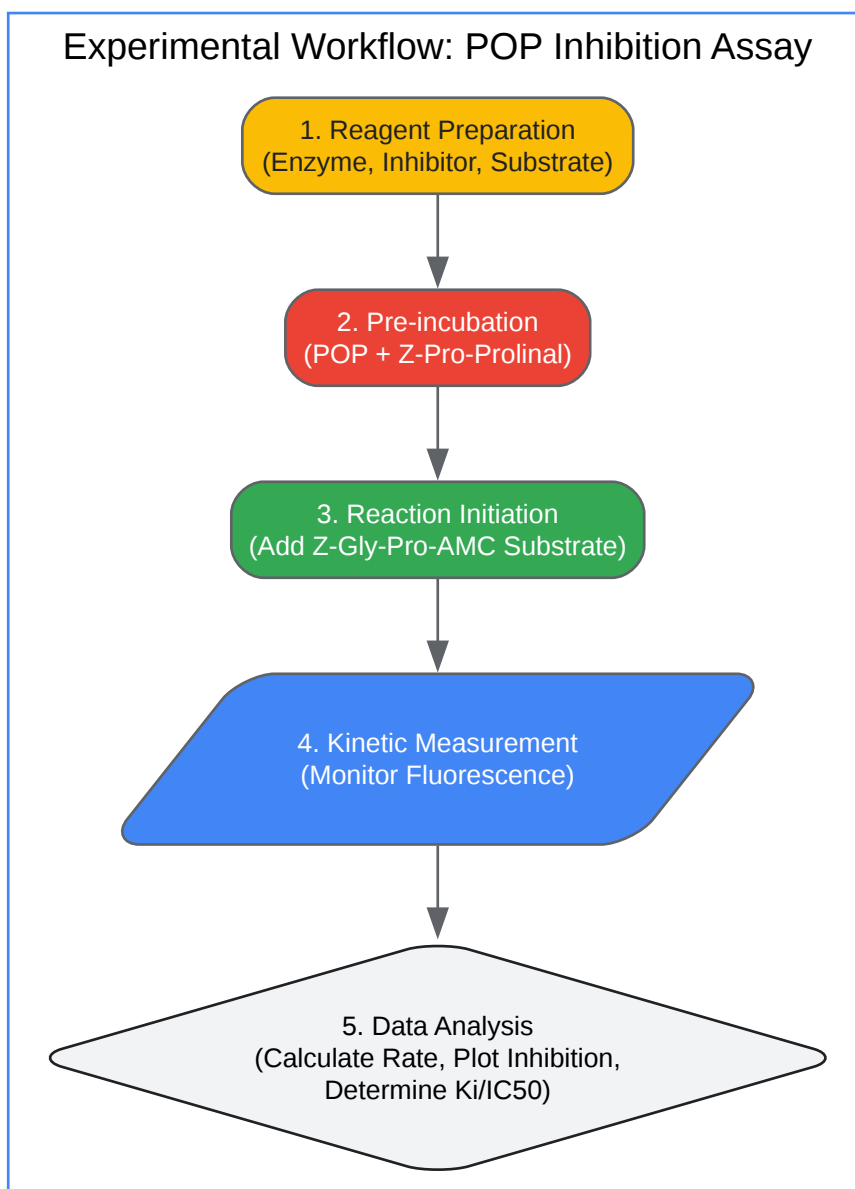 Experimental Workflow: POP Inhibition Assay
1. Reagent Preparation
(Enzyme, Inhibitor, Substrate)
2. Pre-incubation
(POP + Z-Pro-Prolinal)
3. Reaction Initiation
(Add Z-Gly-Pro-AMC Substrate)
4. Kinetic Measurement
(Monitor Fluorescence)
5. Data Analysis
(Calculate Rate, Plot Inhibition,
Determine Ki/IC50)